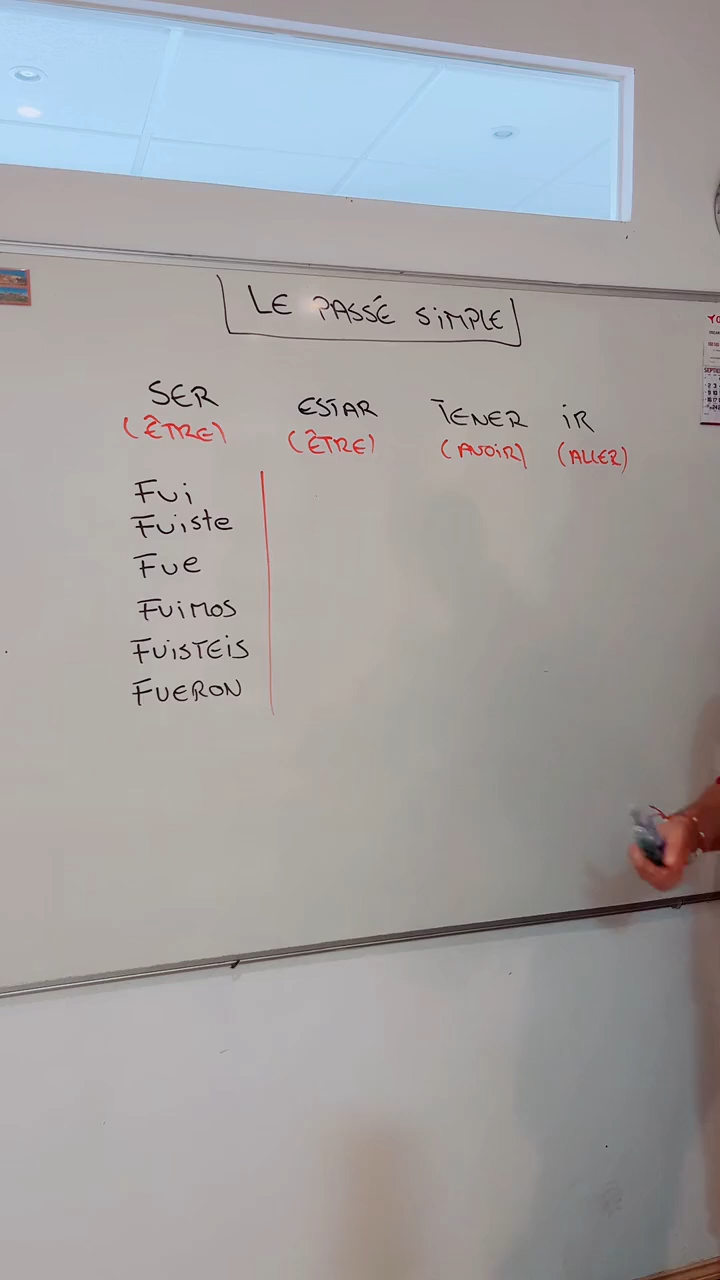 LE PASSÉ SIMPLE
SER ESTAR TENER iR
(ÊTRE) (ÊTRE) (AVOiR) (ALLER)
Fui
Fuiste
Fue
FuiMOS
FUiSTEiS
FUERON